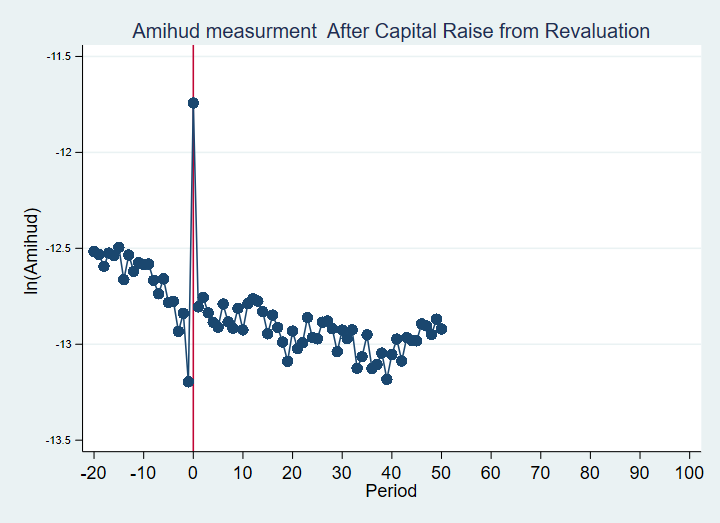 Amihud measurment  After Capital Raise from Revaluation
ln(Amihud)
-11.5
-12
-12.5
-13
-13.5
-20 -10 0 10 20 30 40 50 60 70 80 90 100
Period